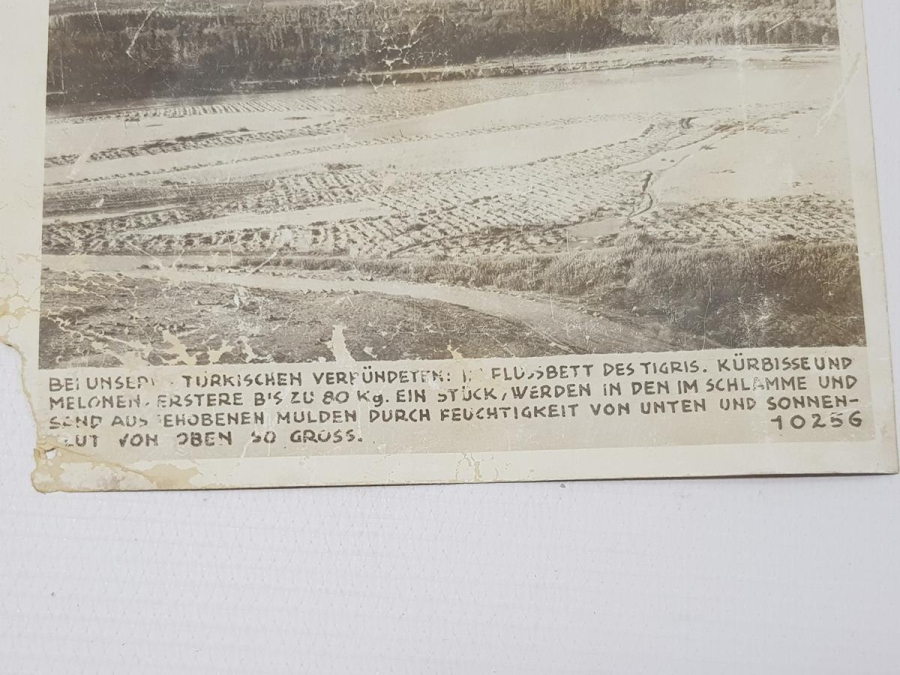 BEI UNSERN TÜRKISCHEN VERBÜNDETEN: IM FLUSSBETT DES TIGRIS. KÜRBISSE UND
MELONEN, ERSTERE BIS ZU 80 Kg. EIN STÜCK, WERDEN IN DEN IM SCHLAMME UND
SAND AUSGEHOBENEN MULDEN DURCH FEUCHTIGKEIT VON UNTEN UND SONNEN-
GLUT VON OBEN SO GROSS.
10256